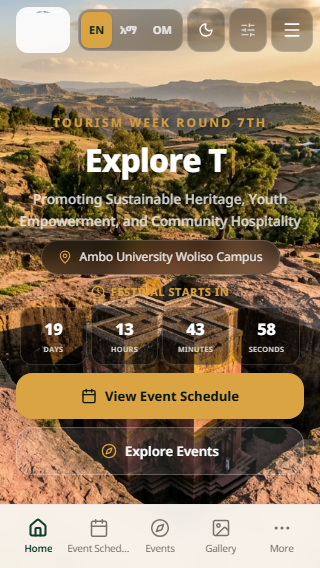 EN አማ OM
TOURISM WEEK ROUND 7TH
Explore T
Promoting Sustainable Heritage, Youth
Empowerment, and Community Hospitality
Ambo University Woliso Campus
FESTIVAL STARTS IN
19 13 43 58
DAYS HOURS MINUTES SECONDS
View Event Schedule
Explore Events
Home Event Sched... Events Gallery More